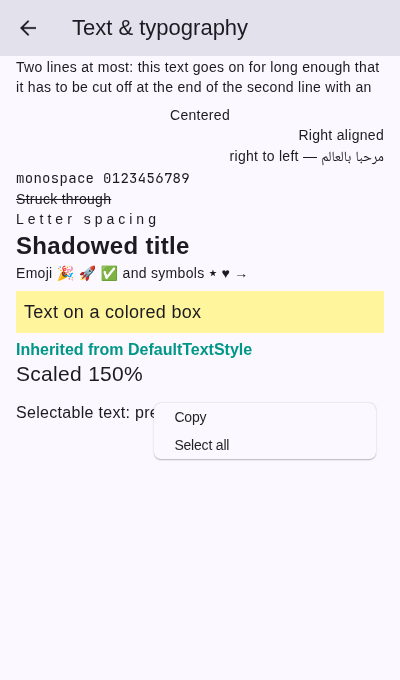 Text & typography
Two lines at most: this text goes on for long enough that
it has to be cut off at the end of the second line with an
Centered
Right aligned
right to left — مرحبا بالعالم
monospace 0123456789
Struck through
Letter spacing
Shadowed title
Emoji 🎉 🚀 ✅ and symbols ⋆ ♥ →
Text on a colored box
Inherited from DefaultTextStyle
Scaled 150%
Selectable text: pre
Copy
Select all